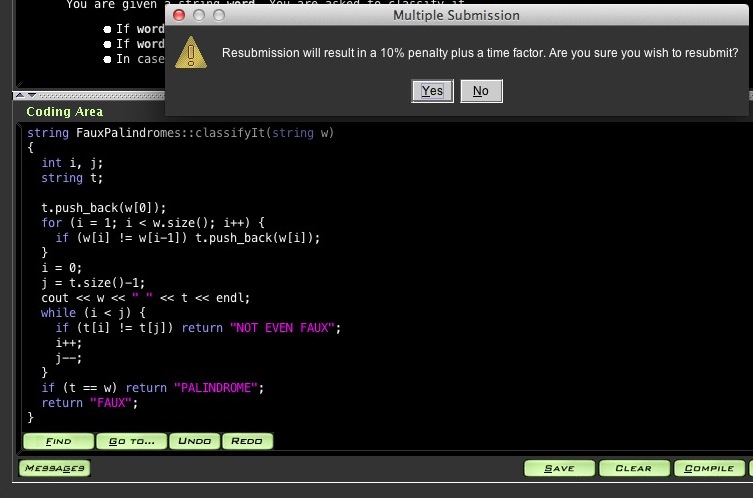 You are given a string word. You are asked to classify it
Multiple Submission
If word
If word
In case
Resubmission will result in a 10% penalty plus a time factor. Are you sure you wish to resubmit?
Yes No
Coding Area
string FauxPalindromes::classifyIt(string w)
{
int i, j;
string t;
t.push_back(w[0]);
for (i = 1; i < w.size(); i++) {
if (w[i] != w[i-1]) t.push_back(w[i]);
}
i = 0;
j = t.size()-1;
cout << w << " " << t << endl;
while (i < j) {
if (t[i] != t[j]) return "NOT EVEN FAUX";
i++;
j--;
}
if (t == w) return "PALINDROME";
return "FAUX";
}
FIND GO TO... UNDO REDO
MESSAGES SAVE CLEAR COMPILE